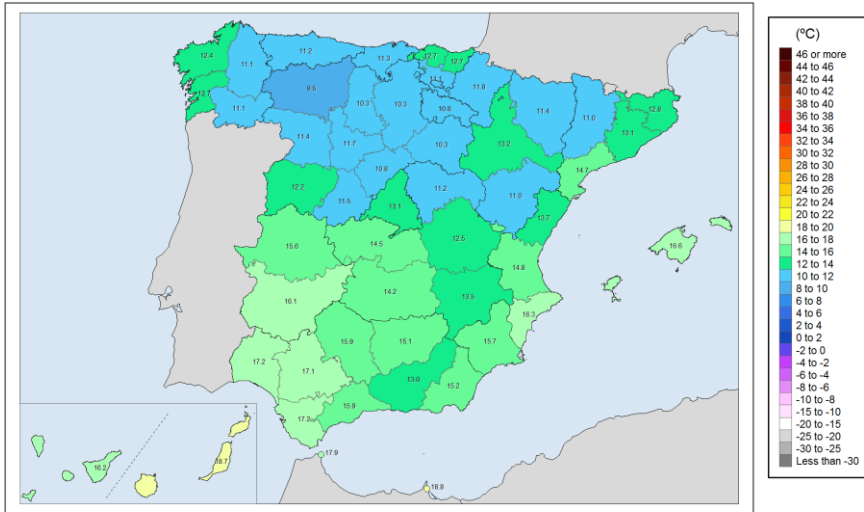 (ºC)
46 or more
44 to 46
42 to 44
40 to 42
38 to 40
36 to 38
34 to 36
32 to 34
30 to 32
28 to 30
26 to 28
24 to 26
22 to 24
20 to 22
18 to 20
16 to 18
14 to 16
12 to 14
10 to 12
8 to 10
6 to 8
4 to 6
2 to 4
0 to 2
-2 to 0
-4 to -2
-6 to -4
-8 to -6
-10 to -8
-15 to -10
-20 to -15
-25 to -20
-30 to -25
Less than -30
12.4
11.1
11.2
11.3
12.7
12.7
12.7
11.1
9.5
10.3
10.3
11.1
10.8
11.8
11.4
11.0
12.8
13.1
11.4
11.7
10.3
13.2
14.7
12.2
11.5
10.8
13.1
11.2
11.0
13.7
15.6
14.5
12.5
14.8
16.6
16.1
14.2
13.6
16.3
17.2
17.1
15.9
15.1
15.7
17.2
15.9
13.0
15.2
17.9
18.8
16.2
18.7